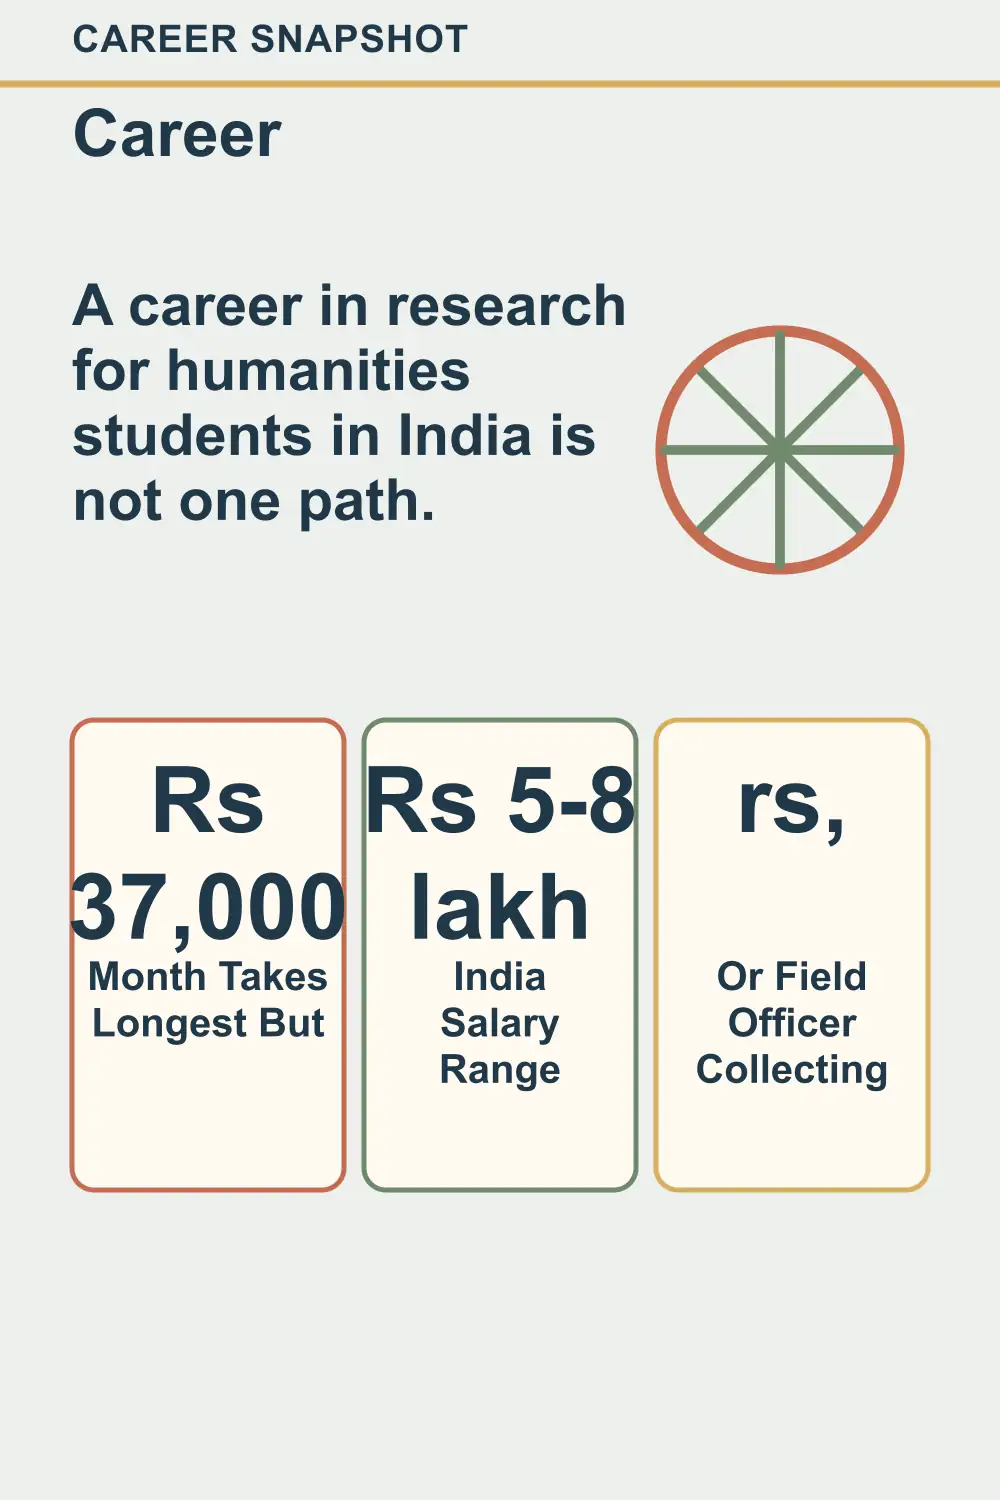 CAREER SNAPSHOT
Career
A career in research
for humanities
students in India is
not one path.
Rs
37,000
Month Takes
Longest But
Rs 5-8
lakh
India
Salary
Range
rs,
Or Field
Officer
Collecting